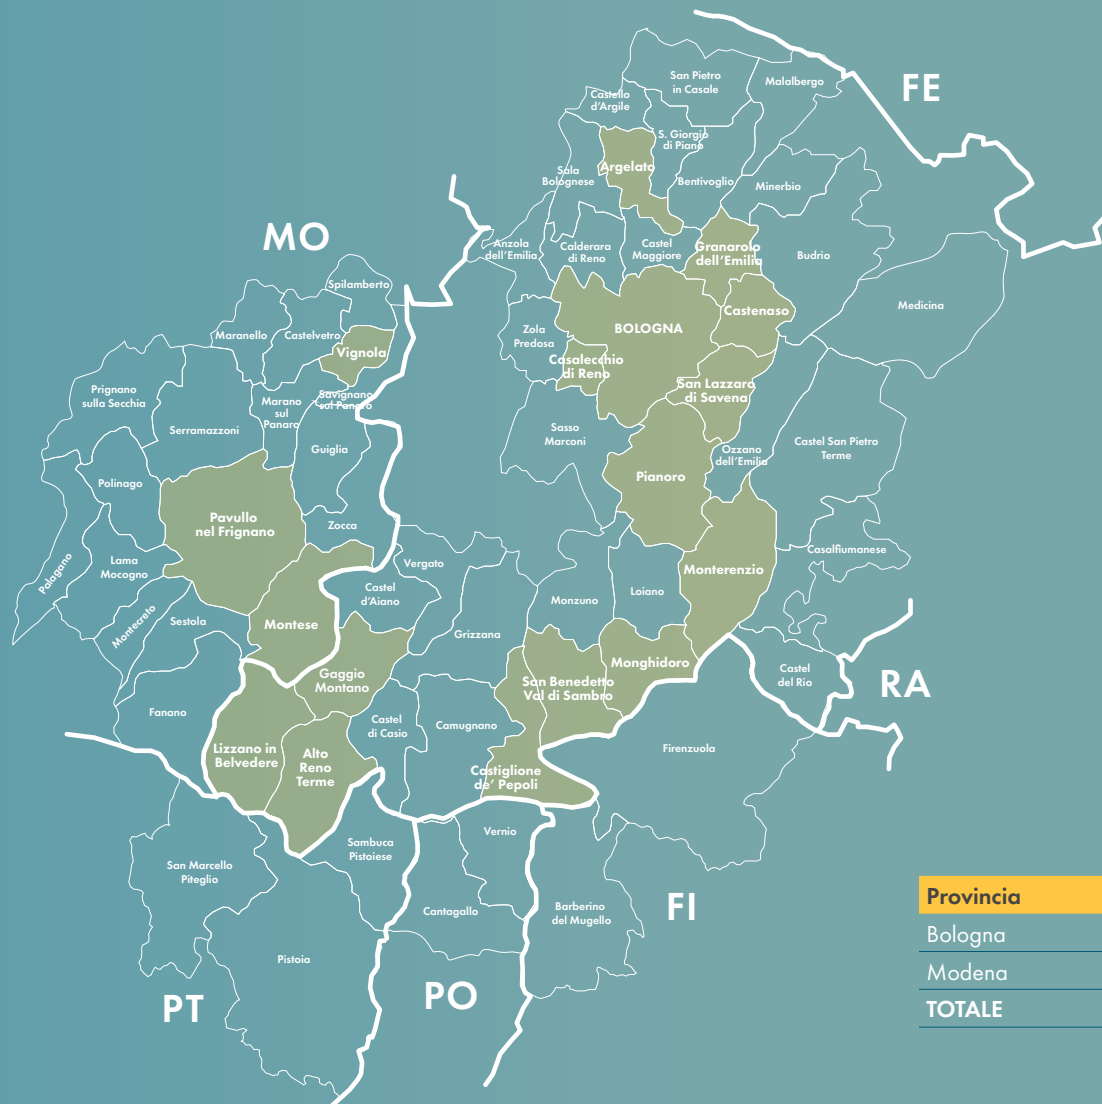 FE
San Pietro
in Casale
Malalbergo
Castello
d'Argile
S. Giorgio
di Piano
Argelato
Sala
Bolognese
Bentivoglio
Minerbio
MO
Anzola
dell'Emilia
Calderara
di Reno
Castel
Maggiore
Granarolo
dell'Emilia
Budrio
Spilamberto
Medicina
Maranello
Castelvetro
Zola
Predosa
BOLOGNA
Castenaso
Vignola
Casalecchio
di Reno
San Lazzaro
di Savena
Prignano
sulla Secchia
Marano
sul
Panaro
Savignano
sul Panaro
Serramazzoni
Guiglia
Sasso
Marconi
Ozzano
dell'Emilia
Castel San Pietro
Terme
Polinago
Pianoro
Pavullo
nel Frignano
Zocca
Palagano
Lama
Mocogno
Vergato
Casalfiumanese
Monterenzio
Castel
d'Aiano
Monzuno
Loiano
Montecreto
Sestola
Montese
Grizzana
Gaggio
Montano
Monghidoro
San Benedetto
Val di Sambro
Castel
del Rio
RA
Fanano
Castel
di Casio
Camugnano
Firenzuola
Lizzano in
Belvedere
Alto
Reno
Terme
Castiglione
de' Pepoli
Vernio
Sambuca
Pistoiese
San Marcello
Piteglio
Cantagallo
Barberino
del Mugello
FI
Pistoia
PT
PO
Provincia
Bologna
Modena
TOTALE